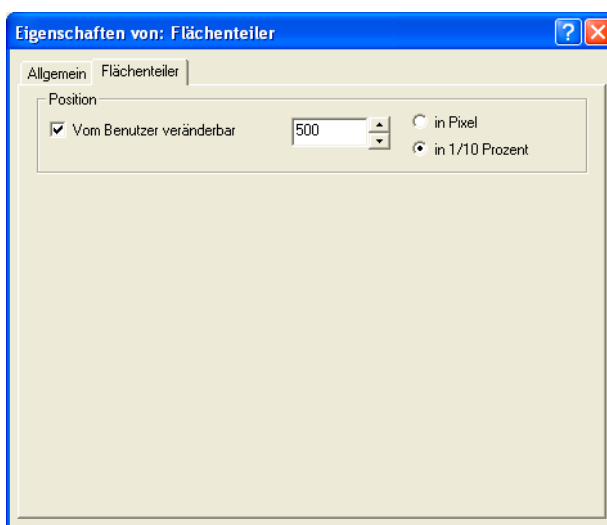 Eigenschaften von: Flächenteiler
Allgemein Flächenteiler
Position
Vom Benutzer veränderbar 500 in Pixel
in 1/10 Prozent